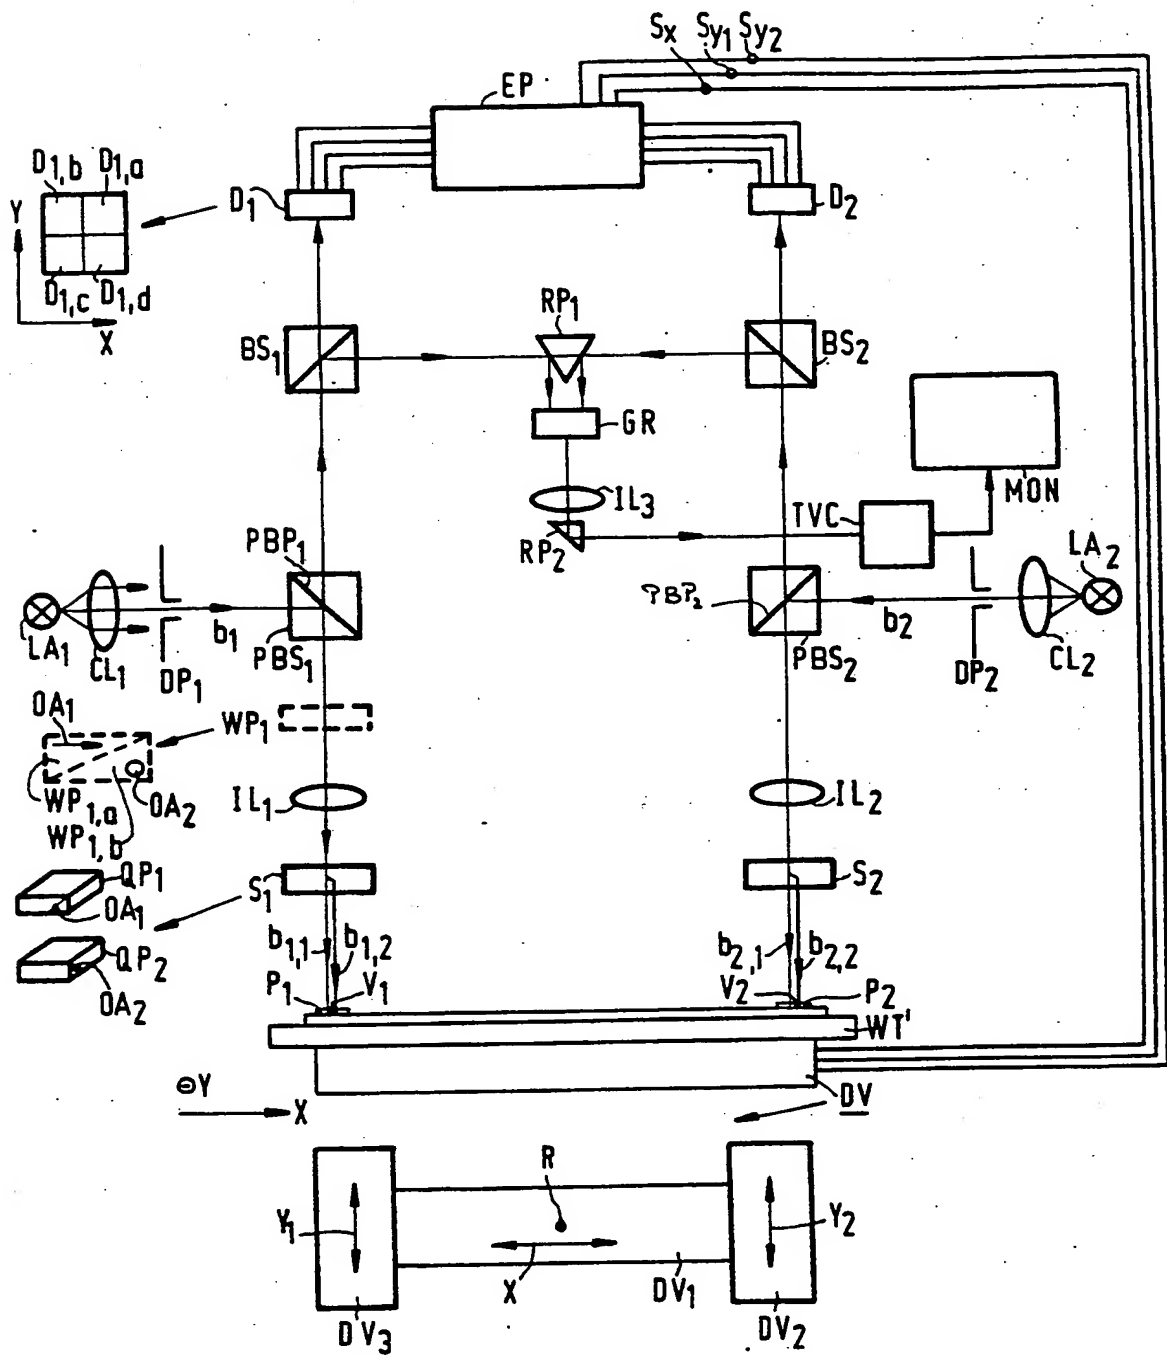 Sx Sy1 Sy2
EP
D1,b D1,a
Y
D1 D2
D1,c D1,d
X
RP1
BS1 BS2
GR
IL3
MON
TVC
RP2
PBP1
LA2
PBP2
b1 b2
LA1 CL1 DP1 PBS1 PBS2 DP2 CL2
OA1
WP1
WP1,a OA2
WP1,b
IL1 IL2
QP1
S1 S2
OA1
b1,1 b1,2 b2,1 b2,2
QP2
OA2
P1 V1 V2 P2
WT'
Y
X
DV
R
Y1 Y2
X DV1
DV3 DV2